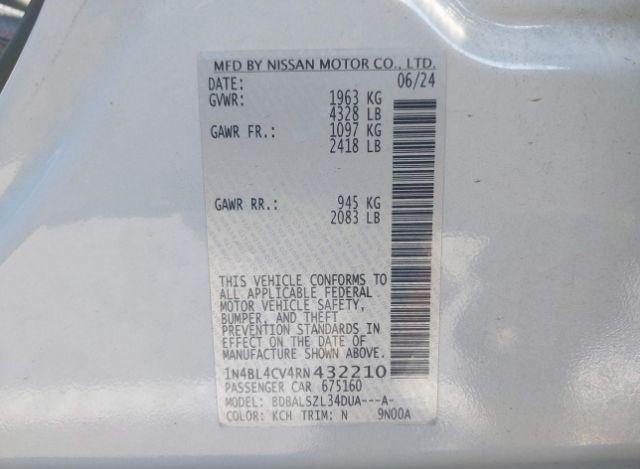 MFD BY NISSAN MOTOR CO., LTD.
DATE: 06/24
GVWR: 1963 KG
4328 LB
GAWR FR.: 1097 KG
2418 LB
GAWR RR.: 945 KG
2083 LB
THIS VEHICLE CONFORMS TO
ALL APPLICABLE FEDERAL
MOTOR VEHICLE SAFETY,
BUMPER, AND THEFT
PREVENTION STANDARDS IN
EFFECT ON THE DATE OF
MANUFACTURE SHOWN ABOVE.
1N4BL4CV4RN432210
PASSENGER CAR 675160
MODEL: BDBALSZL34DUA---A-
COLOR: KCH TRIM: N 9N00A